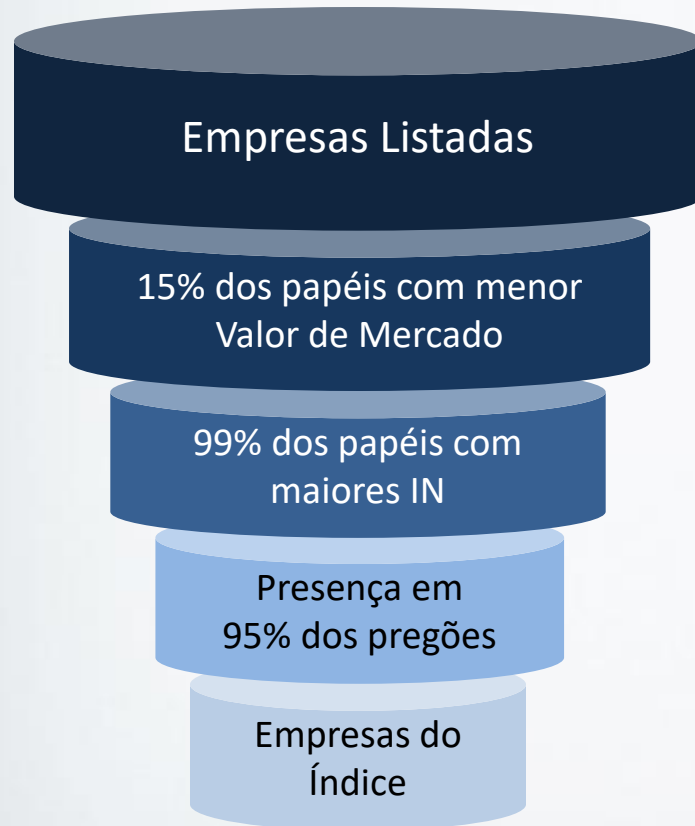 Empresas Listadas
15% dos papéis com menor
Valor de Mercado
99% dos papéis com
maiores IN
Presença em
95% dos pregões
Empresas do
Índice